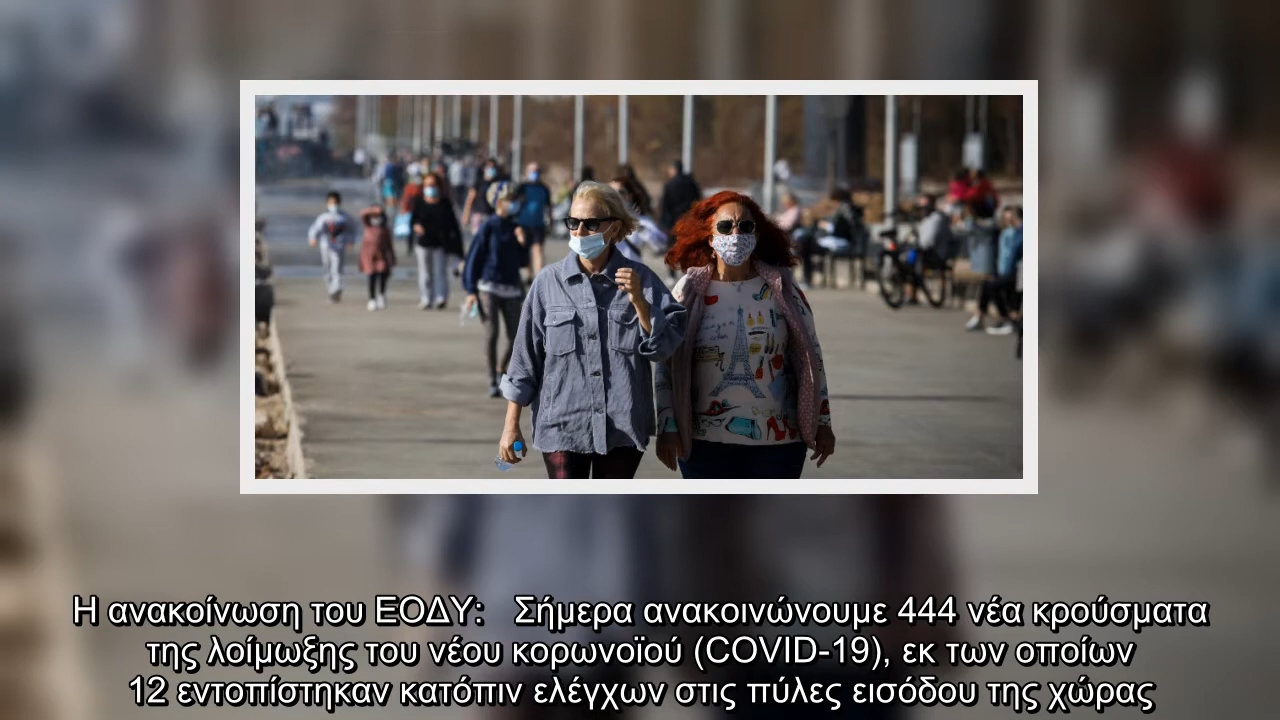 Η ανακοίνωση του ΕΟΔΥ: Σήμερα ανακοινώνουμε 444 νέα κρούσματα
της λοίμωξης του νέου κορωνοϊού (COVID-19), εκ των οποίων
12 εντοπίστηκαν κατόπιν ελέγχων στις πύλες εισόδου της χώρας